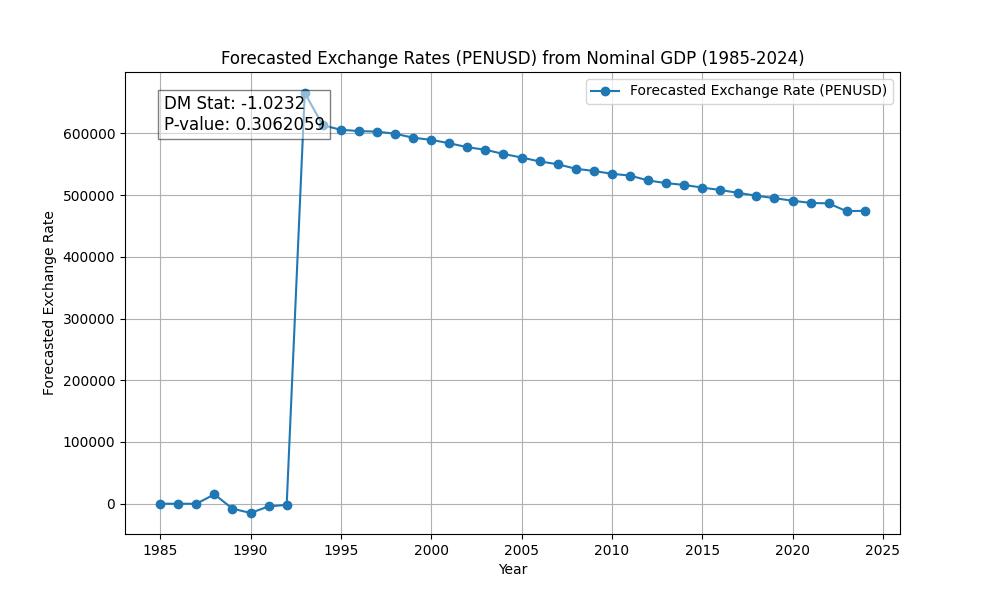 Forecasted Exchange Rates (PENUSD) from Nominal GDP (1985-2024)
DM Stat: -1.0232
P-value: 0.3062059
Forecasted Exchange Rate (PENUSD)
Forecasted Exchange Rate
600000
500000
400000
300000
200000
100000
0
1985 1990 1995 2000 2005 2010 2015 2020 2025
Year